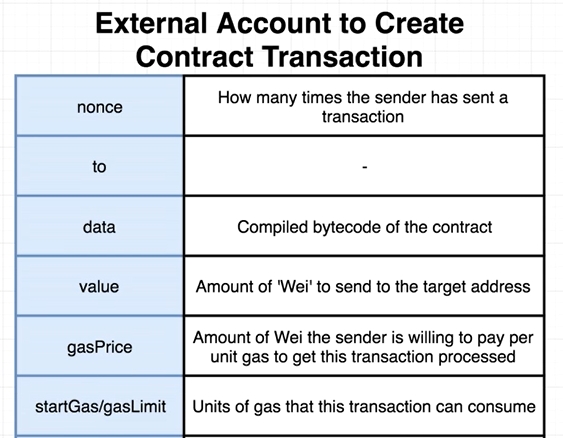 External Account to Create
Contract Transaction
nonce
How many times the sender has sent a
transaction
to
-
data
Compiled bytecode of the contract
value
Amount of 'Wei' to send to the target address
gasPrice
Amount of Wei the sender is willing to pay per
unit gas to get this transaction processed
startGas/gasLimit
Units of gas that this transaction can consume